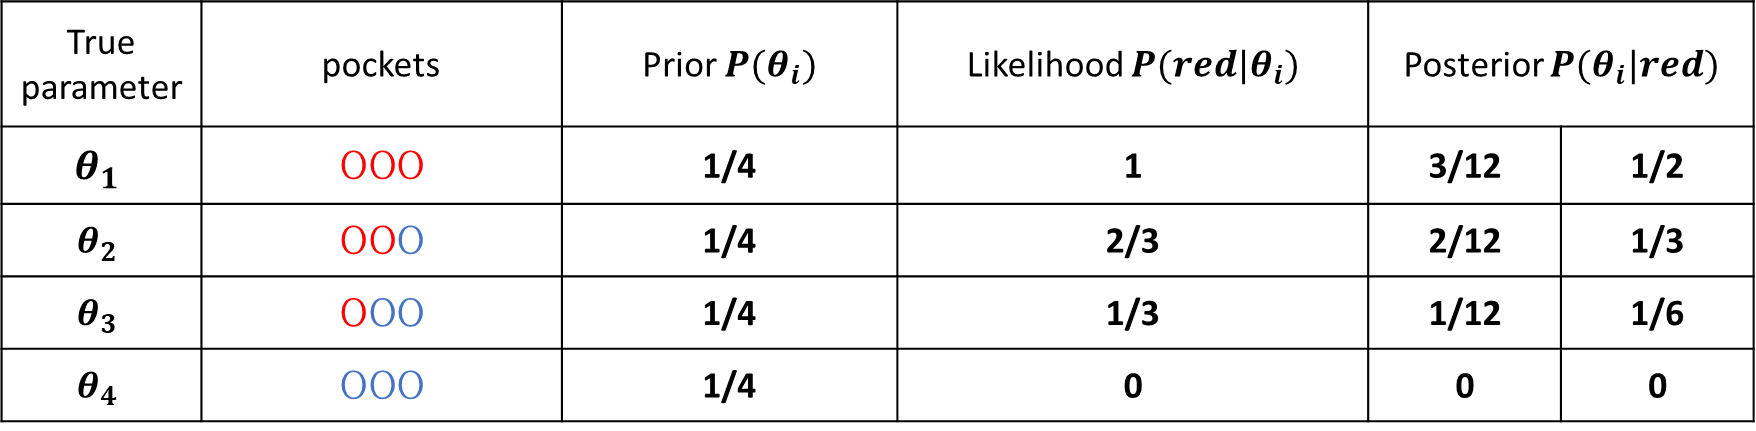 True parameter pockets Prior P(θᵢ) Likelihood P(red|θᵢ) Posterior P(θᵢ|red)
θ₁ OOO 1/4 1 3/12 1/2
θ₂ OOO 1/4 2/3 2/12 1/3
θ₃ OOO 1/4 1/3 1/12 1/6
θ₄ OOO 1/4 0 0 0